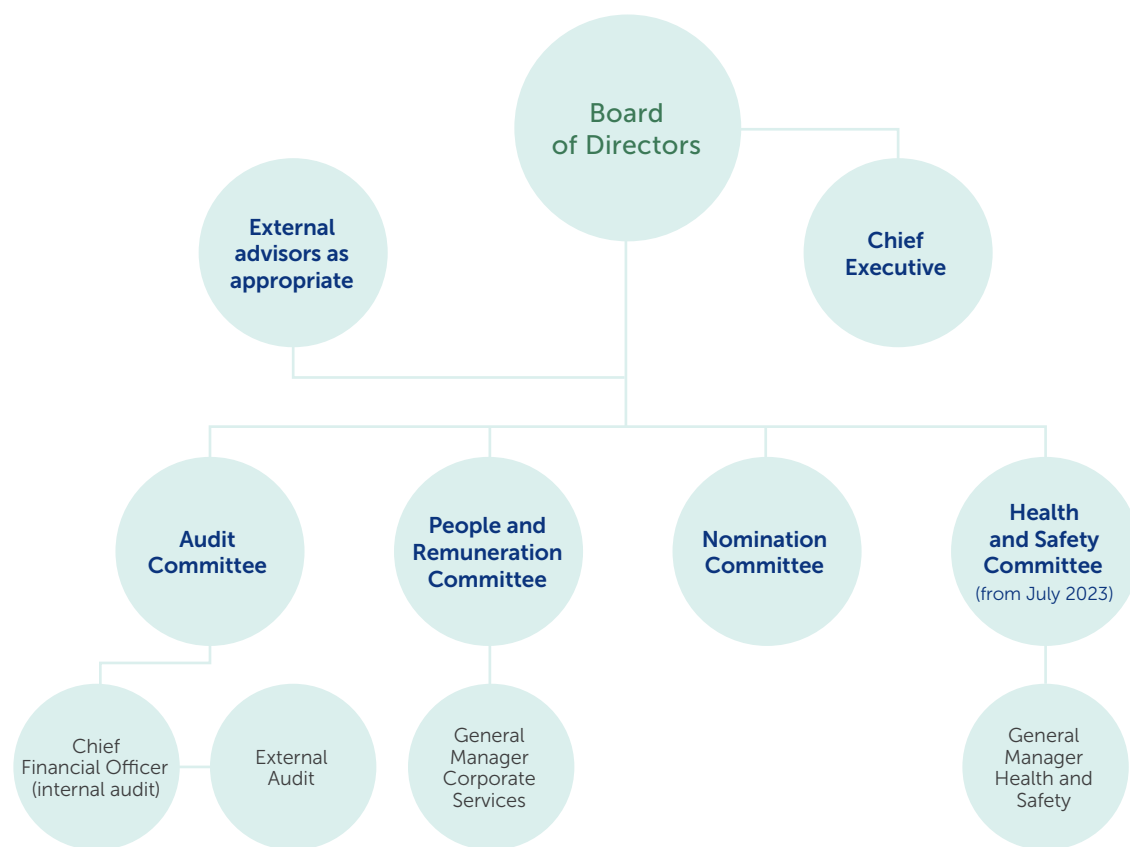 Board
of Directors
External
advisors as
appropriate
Chief
Executive
Audit
Committee
People and
Remuneration
Committee
Nomination
Committee
Health
and Safety
Committee
(from July 2023)
Chief
Financial Officer
(internal audit)
External
Audit
General
Manager
Corporate
Services
General
Manager
Health and
Safety